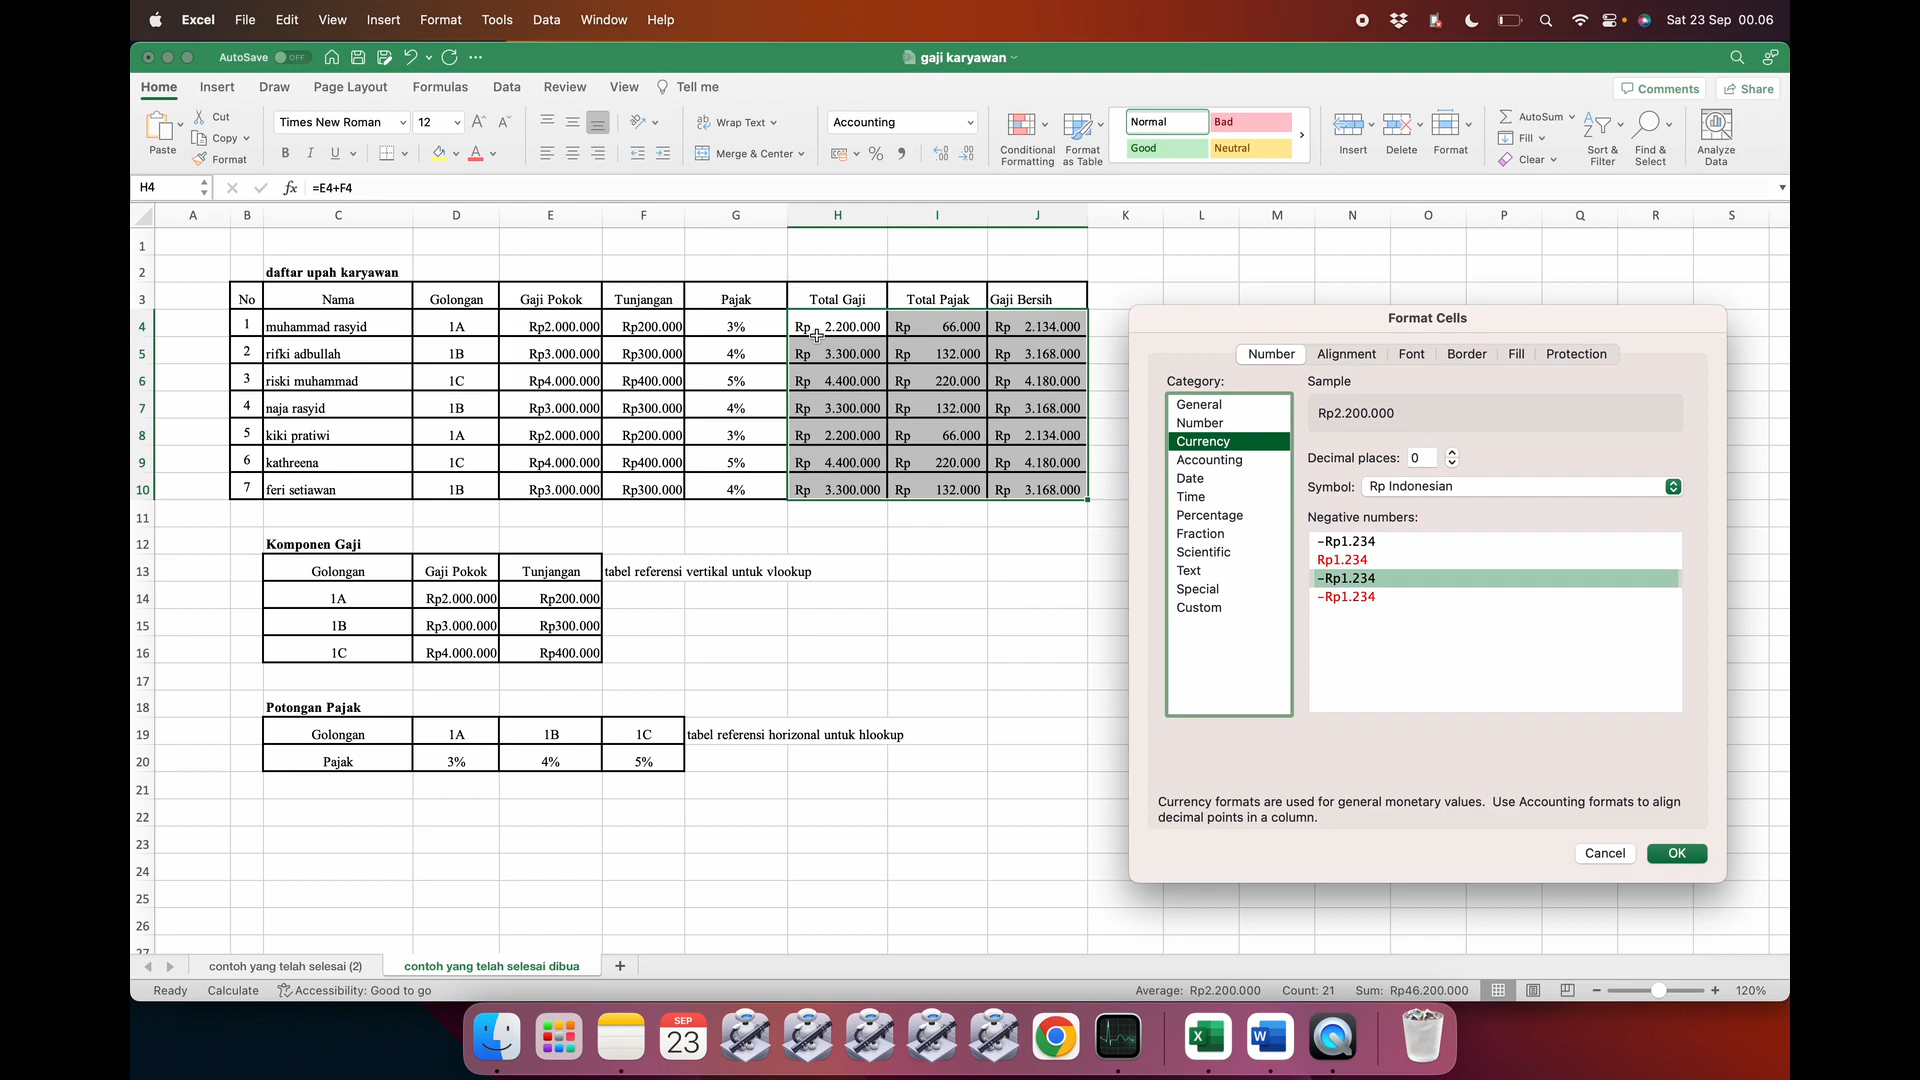 Excel File Edit View Insert Format Tools Data Window Help Sat 23 Sep 00.06
AutoSave OFF gaji karyawan
Home Insert Draw Page Layout Formulas Data Review View Tell me Comments Share
Paste Cut Copy Format
Times New Roman 12
B I U A
ab Wrap Text
Merge & Center
Accounting
Conditional Formatting
Format as Table
Normal Bad
Good Neutral
Insert Delete Format
AutoSum
Fill
Clear
Sort & Filter
Find & Select
Analyze Data
H4 fx =E4+F4
A B C D E F G H I J K L M N O P Q R S
1
2 daftar upah karyawan
3 No Nama Golongan Gaji Pokok Tunjangan Pajak Total Gaji Total Pajak Gaji Bersih
4 1 muhammad rasyid 1A Rp2.000.000 Rp200.000 3% Rp 2.200.000 Rp 66.000 Rp 2.134.000
5 2 rifki adbullah 1B Rp3.000.000 Rp300.000 4% Rp 3.300.000 Rp 132.000 Rp 3.168.000
6 3 riski muhammad 1C Rp4.000.000 Rp400.000 5% Rp 4.400.000 Rp 220.000 Rp 4.180.000
7 4 naja rasyid 1B Rp3.000.000 Rp300.000 4% Rp 3.300.000 Rp 132.000 Rp 3.168.000
8 5 kiki pratiwi 1A Rp2.000.000 Rp200.000 3% Rp 2.200.000 Rp 66.000 Rp 2.134.000
9 6 kathreena 1C Rp4.000.000 Rp400.000 5% Rp 4.400.000 Rp 220.000 Rp 4.180.000
10 7 feri setiawan 1B Rp3.000.000 Rp300.000 4% Rp 3.300.000 Rp 132.000 Rp 3.168.000
11
12 Komponen Gaji
13 Golongan Gaji Pokok Tunjangan tabel referensi vertikal untuk vlookup
14 1A Rp2.000.000 Rp200.000
15 1B Rp3.000.000 Rp300.000
16 1C Rp4.000.000 Rp400.000
17
18 Potongan Pajak
19 Golongan 1A 1B 1C tabel referensi horizonal untuk hlookup
20 Pajak 3% 4% 5%
21
22
23
24
25
26
27
Format Cells
Number Alignment Font Border Fill Protection
Category:
General
Number
Currency
Accounting
Date
Time
Percentage
Fraction
Scientific
Text
Special
Custom
Sample
Rp2.200.000
Decimal places: 0
Symbol: Rp Indonesian
Negative numbers:
-Rp1.234
Rp1.234
-Rp1.234
-Rp1.234
Currency formats are used for general monetary values. Use Accounting formats to align
decimal points in a column.
Cancel OK
contoh yang telah selesai (2) contoh yang telah selesai dibua +
Ready Calculate Accessibility: Good to go Average: Rp2.200.000 Count: 21 Sum: Rp46.200.000 120%
SEP
23
X W